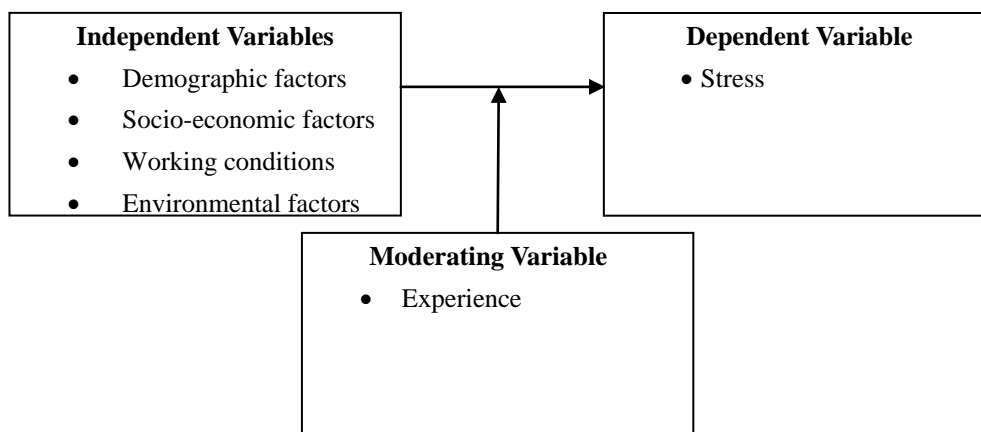 Independent Variables
• Demographic factors
• Socio-economic factors
• Working conditions
• Environmental factors
Dependent Variable
• Stress
Moderating Variable
• Experience